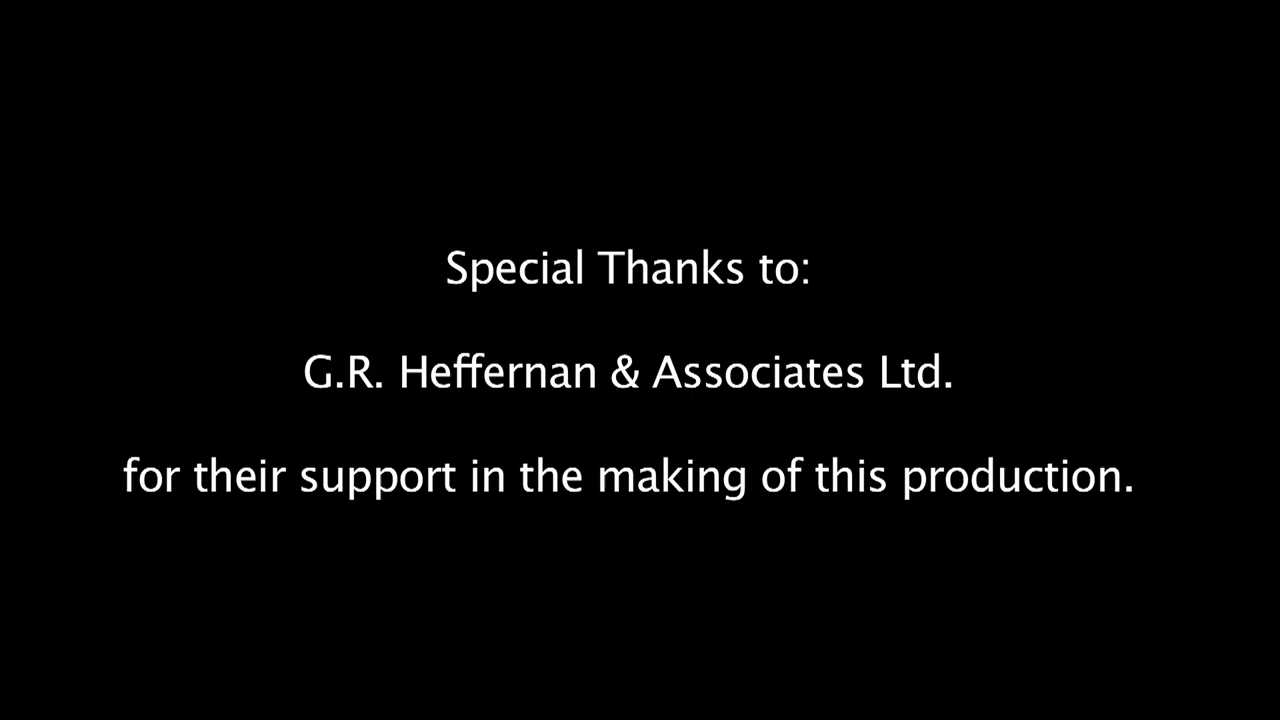 Special Thanks to:
G.R. Heffernan & Associates Ltd.
for their support in the making of this production.